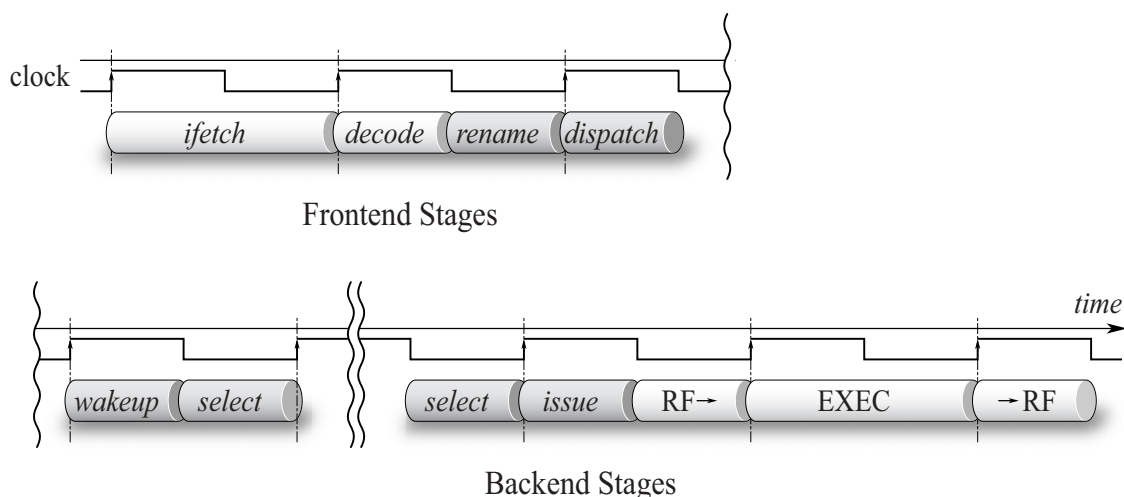 clock
ifetch decode rename dispatch
Frontend Stages
time
wakeup select select issue RF→ EXEC →RF
Backend Stages